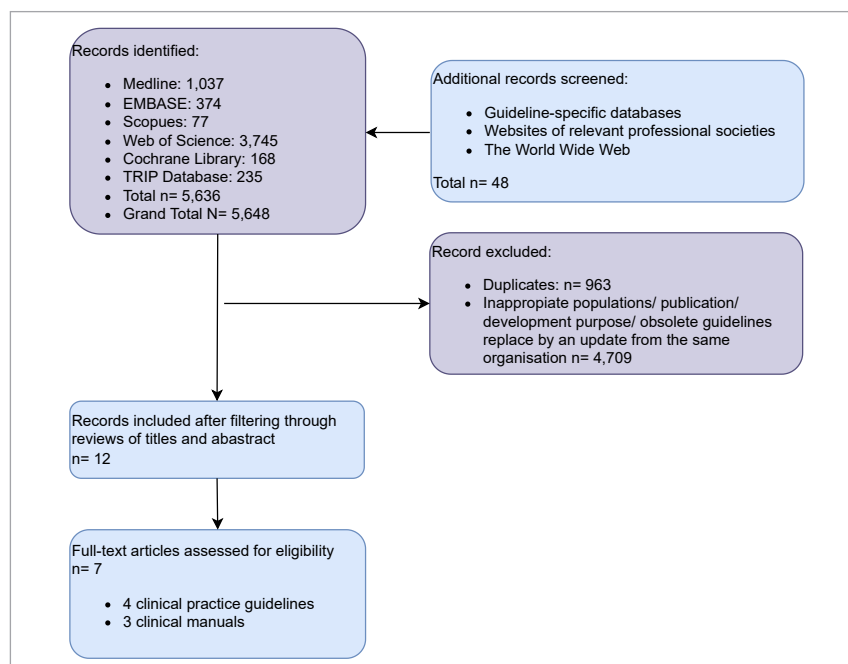 Records identified:
• Medline: 1,037
• EMBASE: 374
• Scopues: 77
• Web of Science: 3,745
• Cochrane Library: 168
• TRIP Database: 235
• Total n= 5,636
• Grand Total N= 5,648
Additional records screened:
• Guideline-specific databases
• Websites of relevant professional societies
• The World Wide Web
Total n= 48
Record excluded:
• Duplicates: n= 963
• Inappropiate populations/ publication/
development purpose/ obsolete guidelines
replace by an update from the same
organisation n= 4,709
Records included after filtering through
reviews of titles and abastract
n= 12
Full-text articles assessed for eligibility
n= 7
• 4 clinical practice guidelines
• 3 clinical manuals